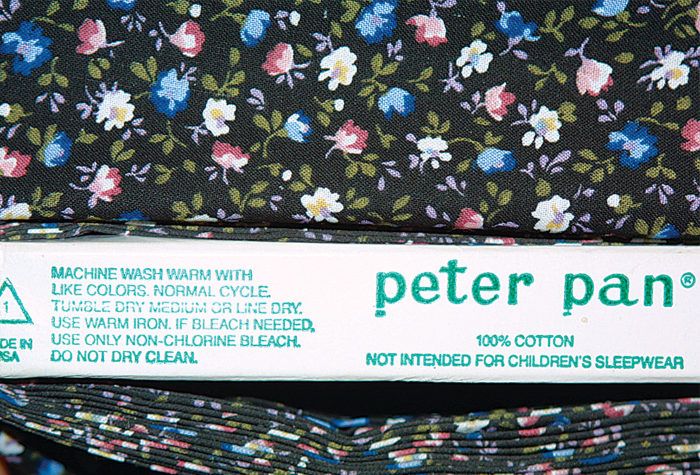 1
DE IN
USA
MACHINE WASH WARM WITH
LIKE COLORS. NORMAL CYCLE.
TUMBLE DRY MEDIUM OR LINE DRY.
USE WARM IRON. IF BLEACH NEEDED,
USE ONLY NON-CHLORINE BLEACH.
DO NOT DRY CLEAN.
peter pan®
100% COTTON
NOT INTENDED FOR CHILDREN'S SLEEPWEAR